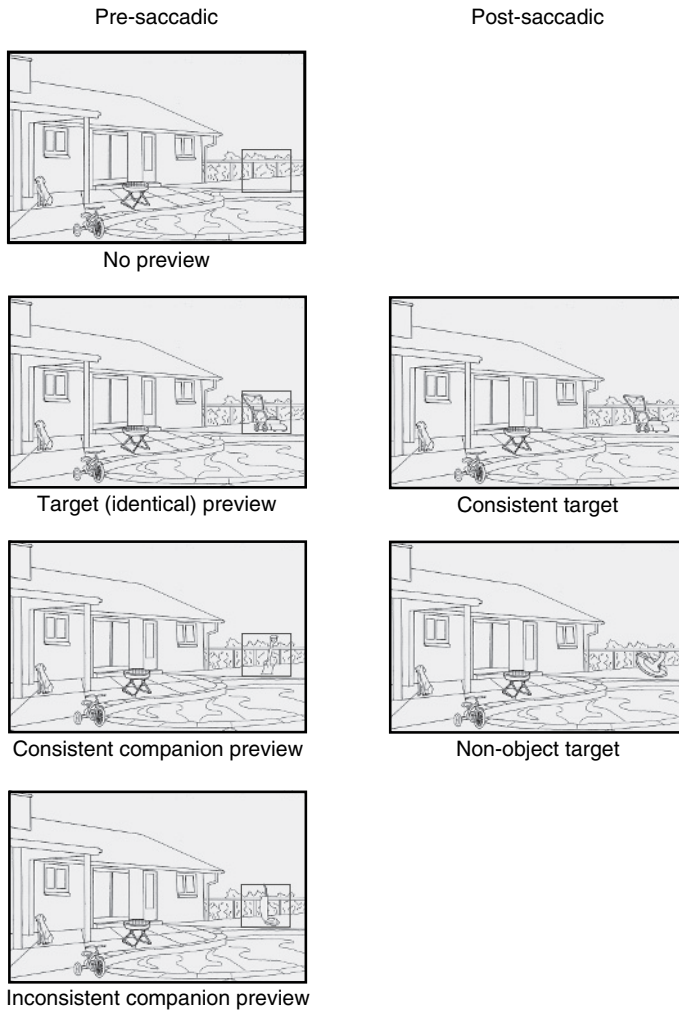 Pre-saccadic Post-saccadic
No preview
Target (identical) preview Consistent target
Consistent companion preview Non-object target
Inconsistent companion preview